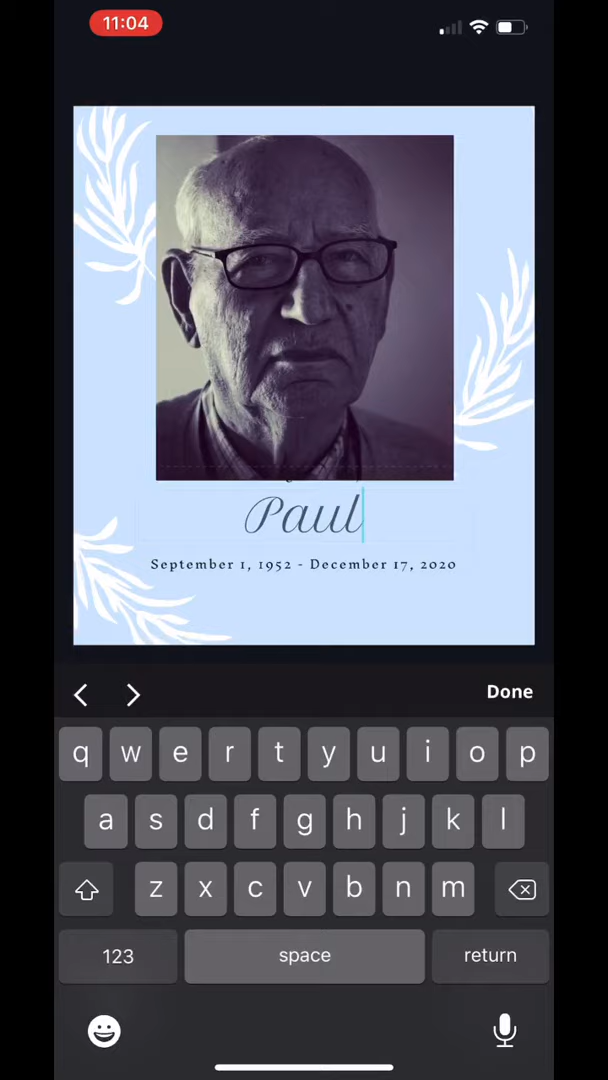 11:04
Paul
September 1, 1952 - December 17, 2020
Done
q w e r t y u i o p
a s d f g h j k l
z x c v b n m
123 space return